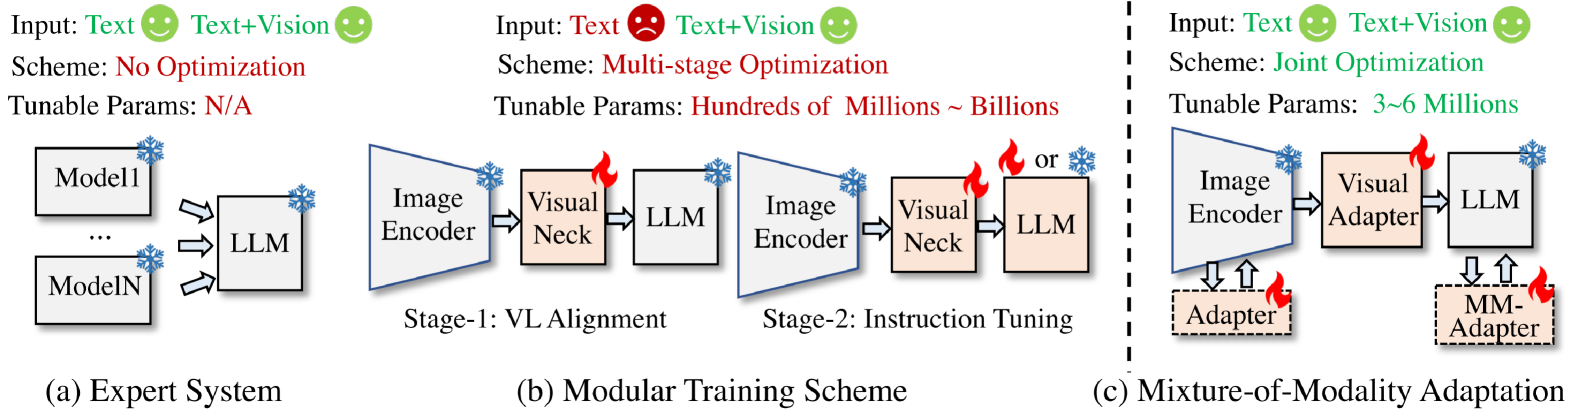 Input: Text Text+Vision
Scheme: No Optimization
Tunable Params: N/A
Model1
...
ModelN
LLM
(a) Expert System
Input: Text Text+Vision
Scheme: Multi-stage Optimization
Tunable Params: Hundreds of Millions ~ Billions
Image
Encoder
Visual
Neck
LLM
Stage-1: VL Alignment
Image
Encoder
Visual
Neck
or
LLM
Stage-2: Instruction Tuning
(b) Modular Training Scheme
Input: Text Text+Vision
Scheme: Joint Optimization
Tunable Params: 3~6 Millions
Image
Encoder
Visual
Adapter
LLM
Adapter
MM-
Adapter
(c) Mixture-of-Modality Adaptation